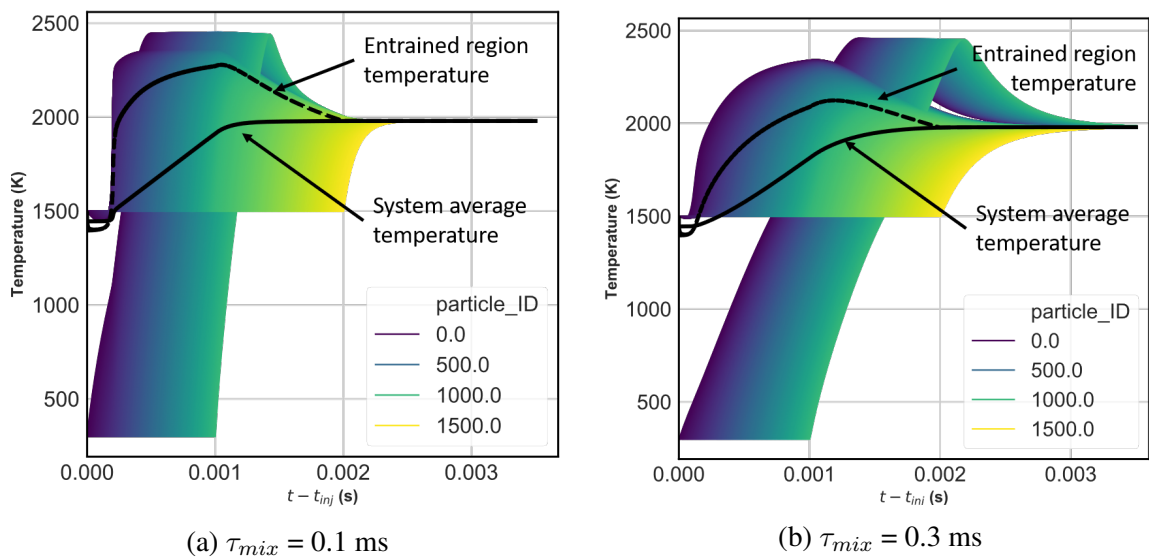 2500
2000
1500
1000
500
Temperature (K)
Entrained region
temperature
System average
temperature
particle_ID
0.0
500.0
1000.0
1500.0
0.000
0.001
0.002
0.003
t − t_inj (s)
(a) τ_mix = 0.1 ms
2500
2000
1500
1000
500
Temperature (K)
Entrained region
temperature
System average
temperature
particle_ID
0.0
500.0
1000.0
1500.0
0.000
0.001
0.002
0.003
t − t_ini (s)
(b) τ_mix = 0.3 ms